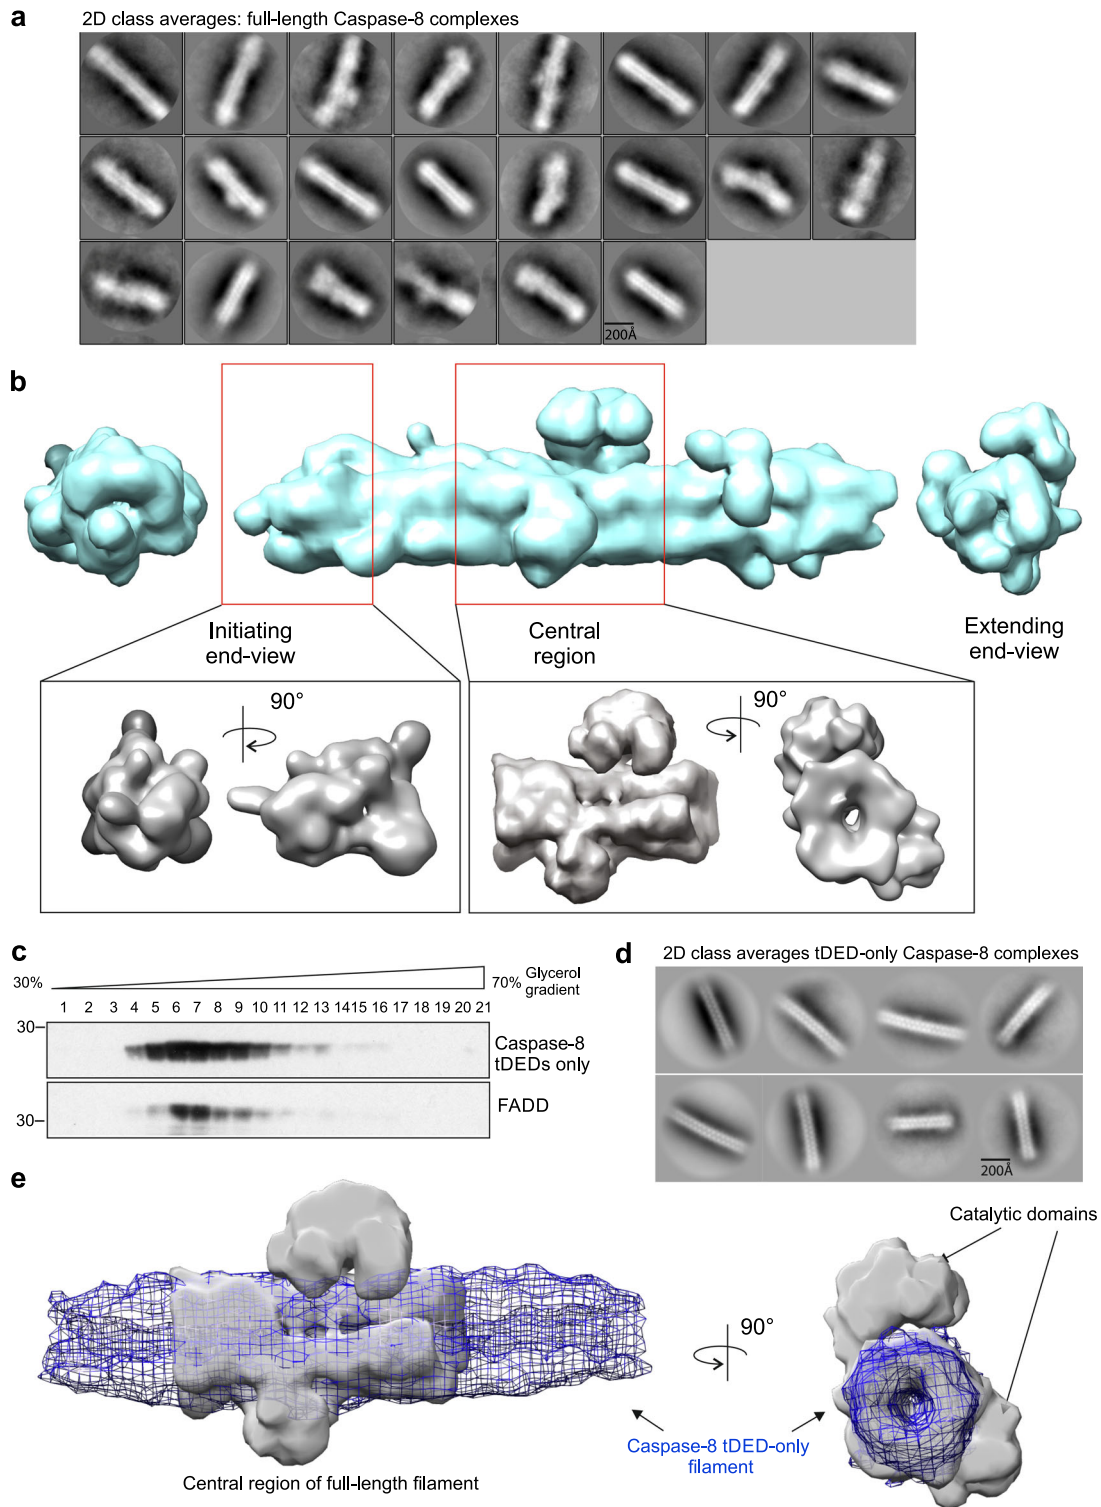 a
2D class averages: full-length Caspase-8 complexes
200Å
b
Initiating
end-view
Central
region
Extending
end-view
90°
90°
c
30%
70%
Glycerol
gradient
1 2 3 4 5 6 7 8 9 10 11 12 13 14 15 16 17 18 19 20 21
30
Caspase-8
tDEDs only
30
FADD
d
2D class averages tDED-only Caspase-8 complexes
200Å
e
Catalytic domains
90°
Caspase-8 tDED-only
filament
Central region of full-length filament